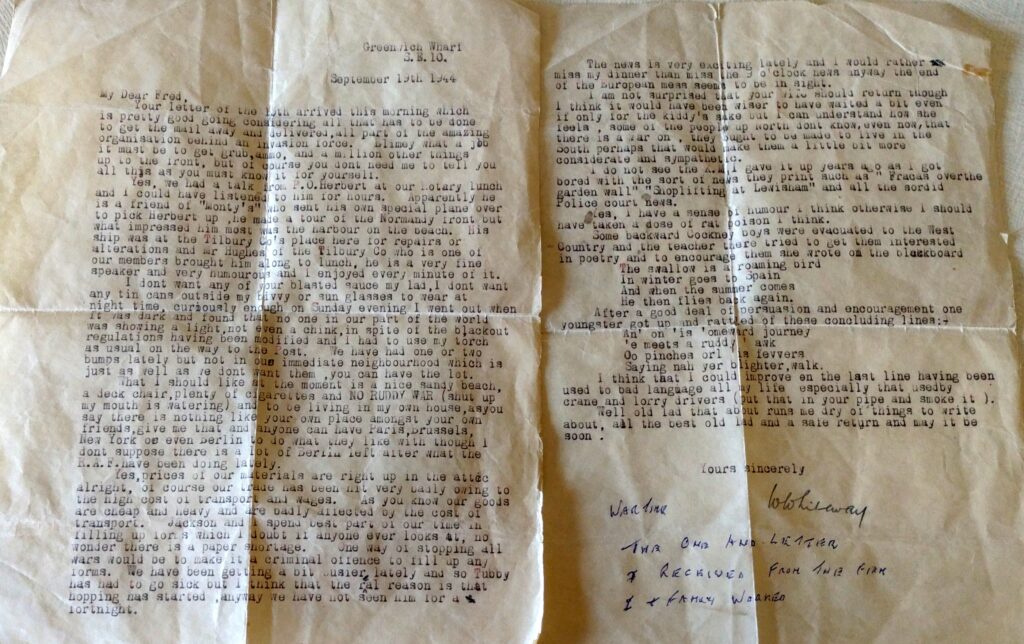 Greenwich Wharf
S.E.10.
September 19th 1944
My Dear Fred,
Your letter of the 12th arrived this morning which
is pretty good going considering all that has to be done
to get the mail away and delivered,all part of the amazing
organisation behind an invasion force. Blimey what a job
it must be to get grub,ammo, and a million other things
up to the front, but of course you dont need me to tell you
all this as you must know it for yourself.
Yes, we had a talk from P.O.Herbert at our Rotary lunch
and I could have listened to him for hours. Apparently he
is a friend of "Monty's" who sent his own special plane over
to pick Herbert up, he made a tour of the Normandy front but
what impressed him most was the harbour on the beach. His
ship was at the Tilbury Co's place here for repairs or
alterations and Mr Hughes of the Tilbury Co who is one of
our members brought him along to lunch, he is a very fine
speaker and very humourous and I enjoyed every minute of it.
I dont want any of your blasted sauce my lad,I dont want
any tin cans outside my bivvy or sun glasses to wear at
night time, curiously enough on Sunday evening I went out when
it was dark and found that no one in our part of the world
was showing a light,not even a chink,in spite of the blackout
regulations having been modified and I had to use my torch
as usual on the way to the Post. We have had one or two
bumps lately but not in our immediate neighbourhood which is
just as well as we dont want them, you can have the lot.
What I should like at the moment is a nice sandy beach,
a deck chair,plenty of cigarettes and NO RUDDY WAR (shut up
my mouth is watering) and to be living in my own house,asyou
say there is nothing like your own place amongst your own
friends,give me that and anyone can have Paris,Brussels,
New York or even Berlin to do what they like with though I
dont suppose there is a lot of Berlin left after what the
R.A.F.have been doing lately.
Yes,prices of our materials are right up in the attic
alright, of course our trade has been hit very badly owing to
the high cost of transport and wages. As you know our goods
are cheap and heavy and are badly affected by the cost of
transport. Jackson and I spend best part of our time in
filling up forms which I doubt if anyone ever looks at, no
wonder there is a paper shortage. One way of stopping all
wars would be to make it a criminal offence to fill up any
forms. We have been getting a bit busier lately and so Tubby
has had to go sick but I think that the real reason is that
hopping has started ,anyway we have not seen him for a
fortnight.
The news is very exciting lately and I would rather
miss my dinner than miss the 9 o'clock news anyway the end
of the European mess seems to be in sight.
I am not surprised that your wife should return though
I think it would have been wiser to have waited a bit even
if only for the kiddy's sake but I can understand how she
feels , some of the people up north dont know,even now,that
there is a war on , they ought to be made to live in the
South perhaps that would make them a little bit more
considerate and sympathetic.
I do not see the K.M. I gave it up years ago as I got
bored with the sort of news they print such as " Fracas overthe
garden wall" "Shoplifting at Lewisham" and all the sordid
Police court news.
Yes, I have a sense of humour I think otherwise I should
have taken a dose of rat poison I think.
Some backward Cockney boys were evacuated to the West
Country and the teacher there tried to get them interested
in poetry and to encourage them she wrote on the blackboard
The swallow is a roaming bird
In winter goes to Spain
And when the summer comes
He then flies back again.
After a good deal of persuasion and encouragement one
youngster got up and rattled of these concluding lines:-
An' on 'is 'omeward journey
'e meets a ruddy 'awk
Oo pinches orl 'is fevvers
Saying nah yer blighter,walk.
I think that I could improve on the last line having been
used to bad language all my life especially that usedby
crane and lorry drivers (put that in your pipe and smoke it ).
Well old lad that about runs me dry of things to write
about, all the best old lad and a safe return and may it be
soon .
Yours sincerely
WARTIME
THE ONE AND LETTER
I RECEIVED FROM THE FIRM
I + FAMILY WORKED